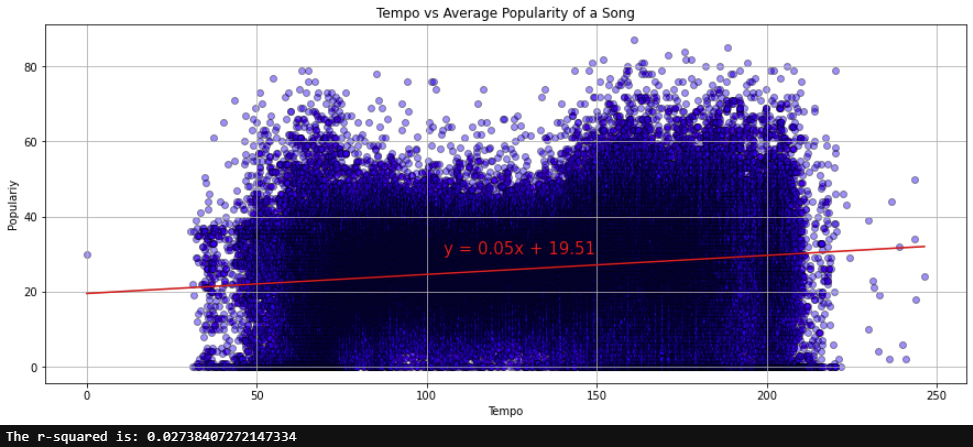 Tempo vs Average Popularity of a Song
Populariy
80
60
40
20
0
y = 0.05x + 19.51
0 50 100 150 200 250
Tempo
The r-squared is: 0.02738407272147334